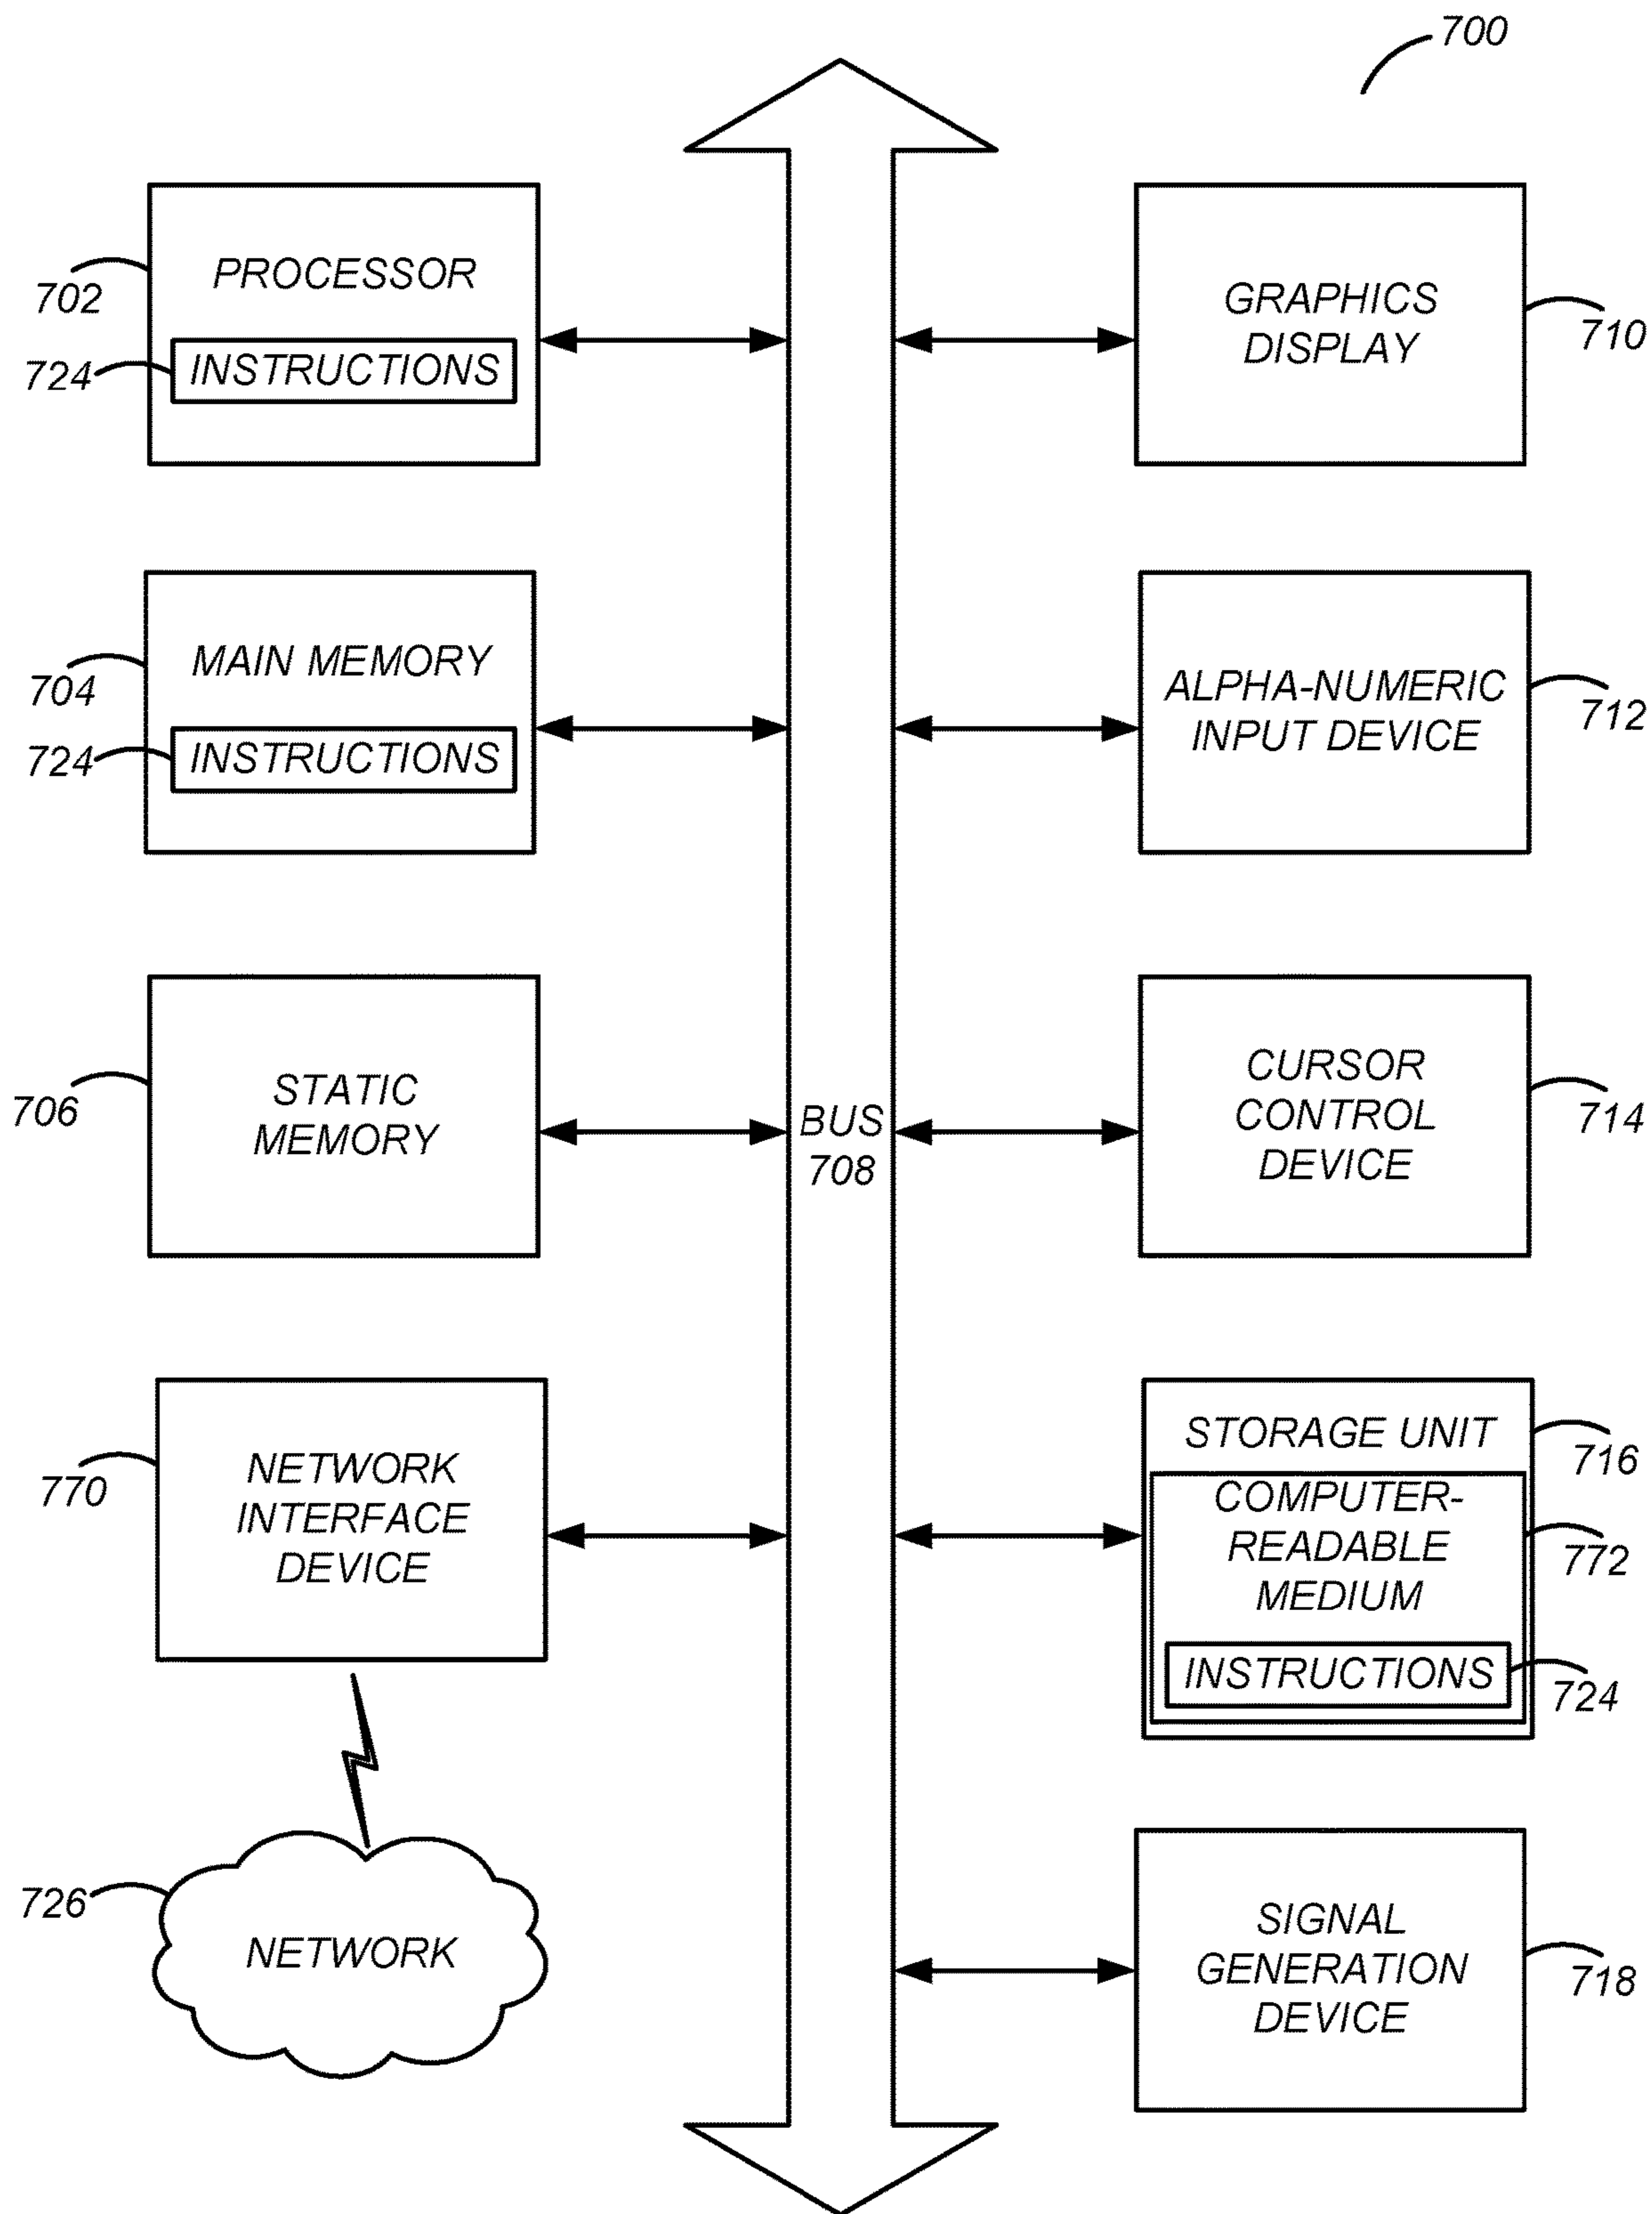 700
PROCESSOR
702
724
INSTRUCTIONS
GRAPHICS
DISPLAY
710
MAIN MEMORY
704
724
INSTRUCTIONS
ALPHA-NUMERIC
INPUT DEVICE
712
STATIC
MEMORY
706
BUS
708
CURSOR
CONTROL
DEVICE
714
NETWORK
INTERFACE
DEVICE
770
STORAGE UNIT
716
COMPUTER-
READABLE
MEDIUM
772
INSTRUCTIONS
724
726
NETWORK
SIGNAL
GENERATION
DEVICE
718